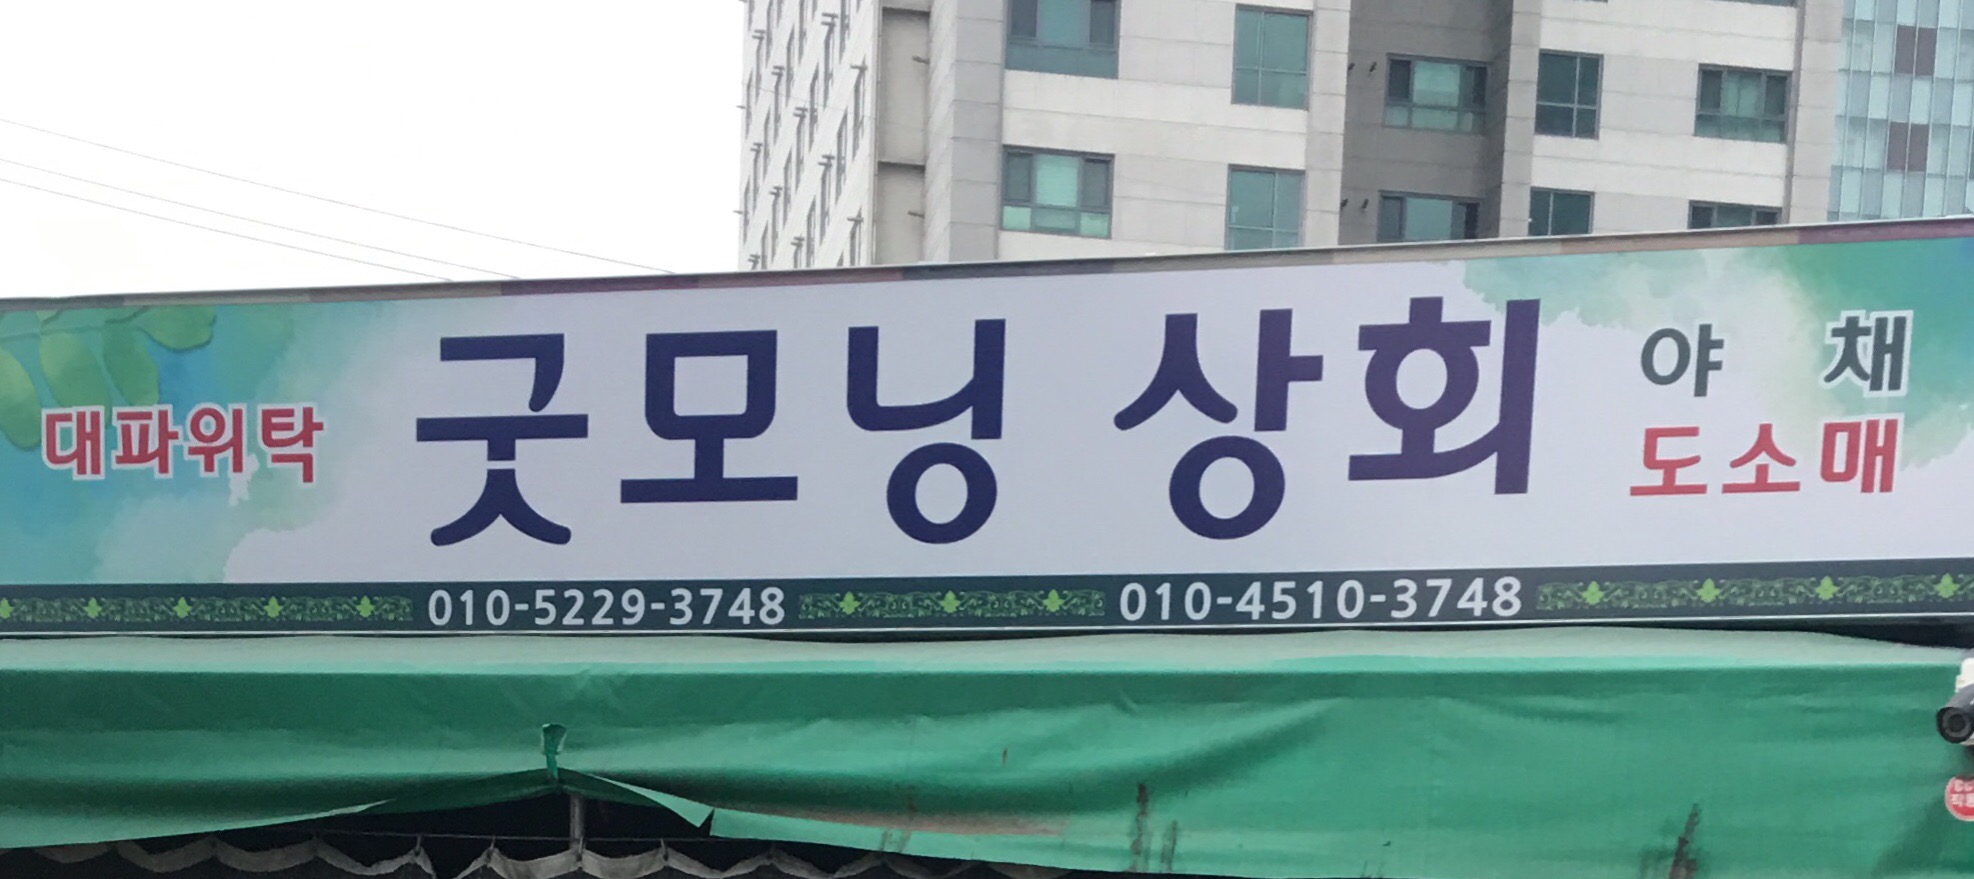 대파위탁
굿모닝 상회
야 채
도소매
010-5229-3748
010-4510-3748